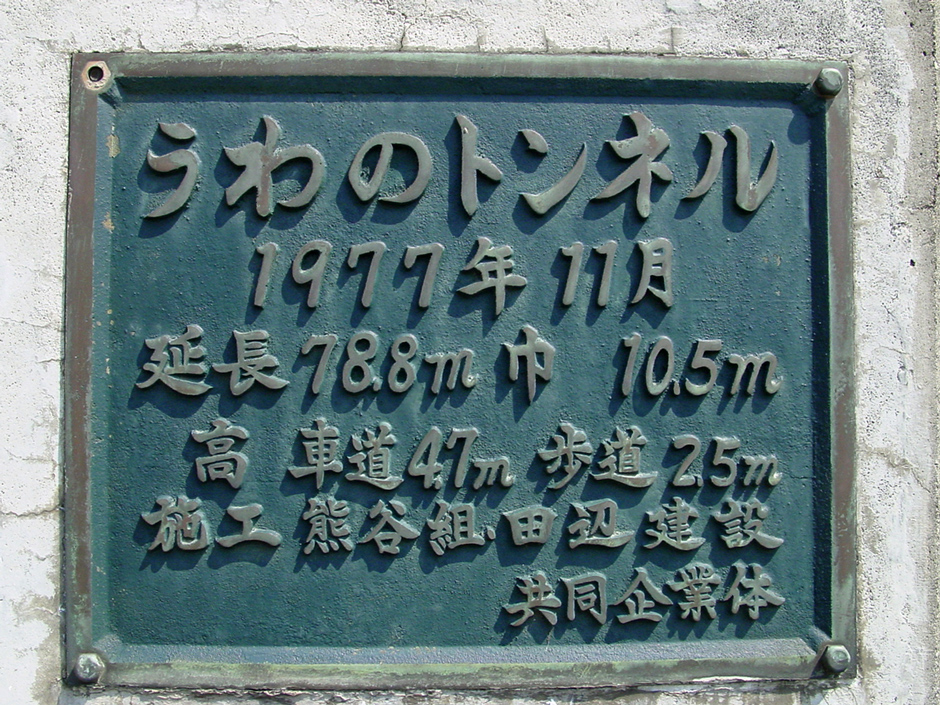 うわのトンネル
1977年11月
延長78.8m 巾 10.5m
高 車道4.7m 歩道2.5m
施工 熊谷組・田辺建設
共同企業体